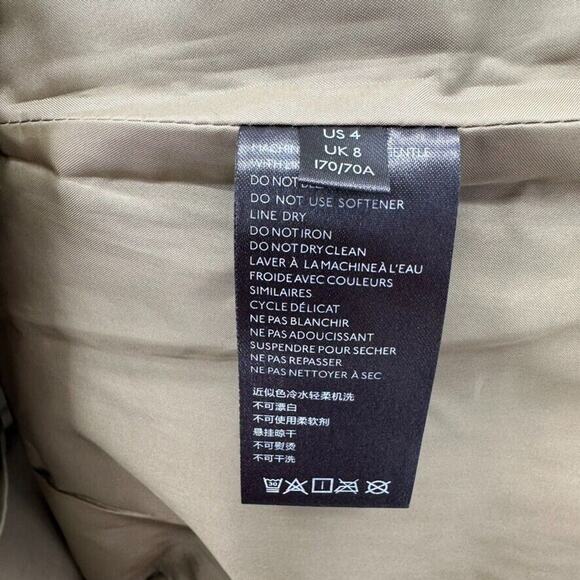 US 4
UK 8
170/70A
MACHIN
WITH
DO NOT
DO NOT USE SOFTENER
LINE DRY
DO NOT IRON
DO NOT DRY CLEAN
LAVER À LA MACHINE À L'EAU
FROIDE AVEC COULEURS
SIMILAIRES
CYCLE DÉLICAT
NE PAS BLANCHIR
NE PAS ADOUCISSANT
SUSPENDRE POUR SECHER
NE PAS REPASSER
NE PAS NETTOYER À SEC
近似色冷水轻柔机洗
不可漂白
不可使用柔软剂
悬挂晾干
不可熨烫
不可干洗
30